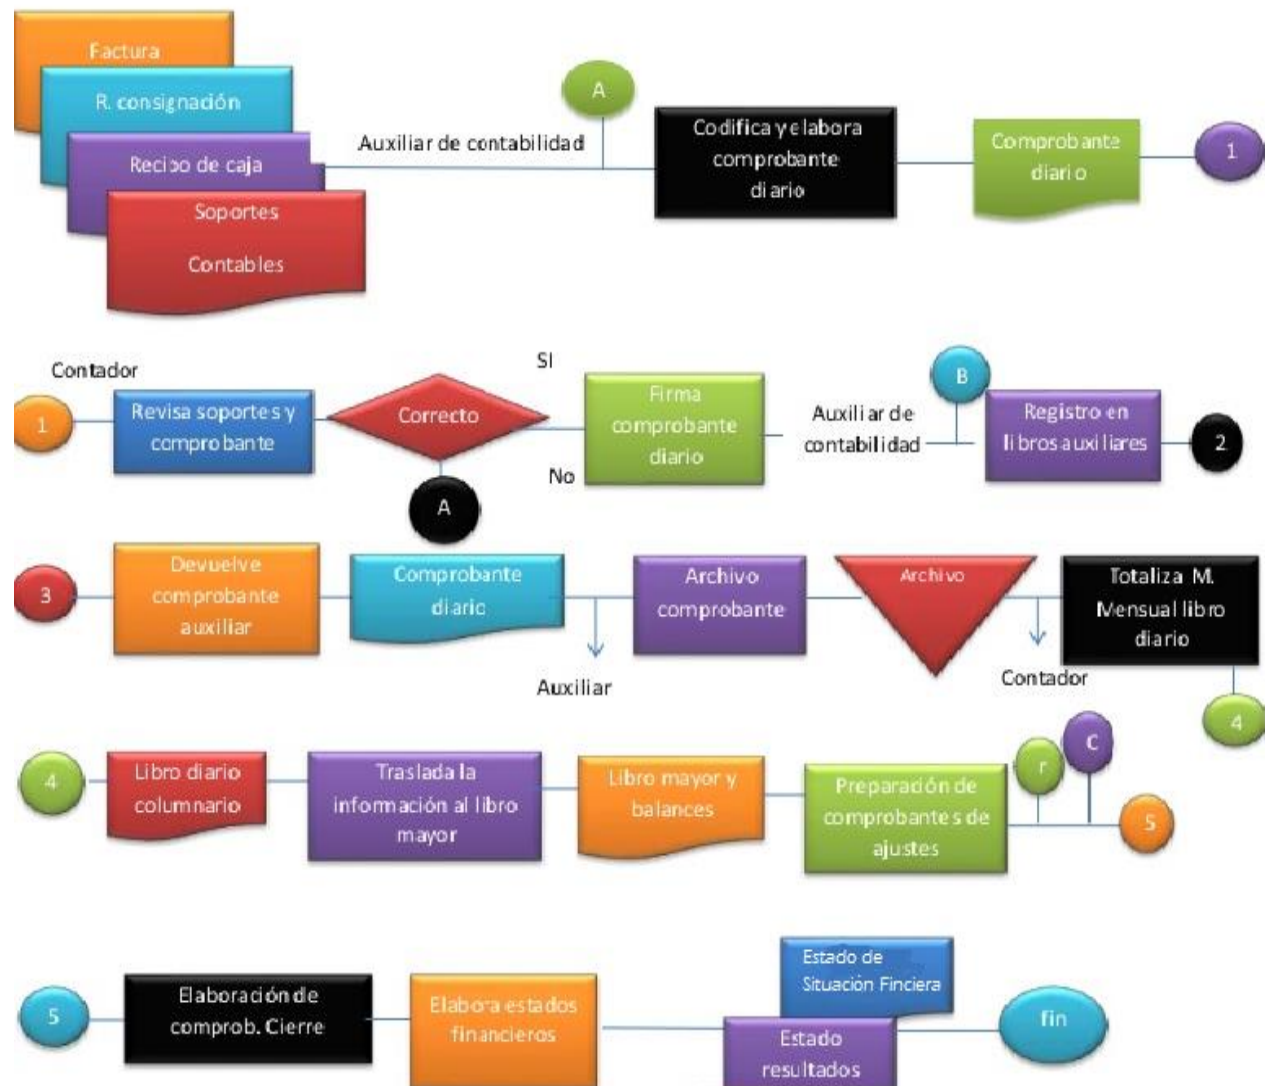 Factura
R. consignación
Recibo de caja
Soportes
Contables
Auxiliar de contabilidad
A
Codifica y elabora
comprobante
diario
Comprobante
diario
1
Contador
1
Revisa soportes y
comprobante
Correcto
SI
No
A
Firma
comprobante
diario
Auxiliar de
contabilidad
B
Registro en
libros auxiliares
2
3
Devuelve
comprobante
auxiliar
Comprobante
diario
Auxiliar
Archivo
comprobante
Archivo
Contador
Totaliza M.
Mensual libro
diario
4
4
Libro diario
columnario
Traslada la
información al libro
mayor
Libro mayor y
balances
Preparación de
comprobantes de
ajustes
r
C
5
5
Elaboración de
comprob. Cierre
Elabora estados
financieros
Estado de
Situación Finciera
Estado
resultados
fin